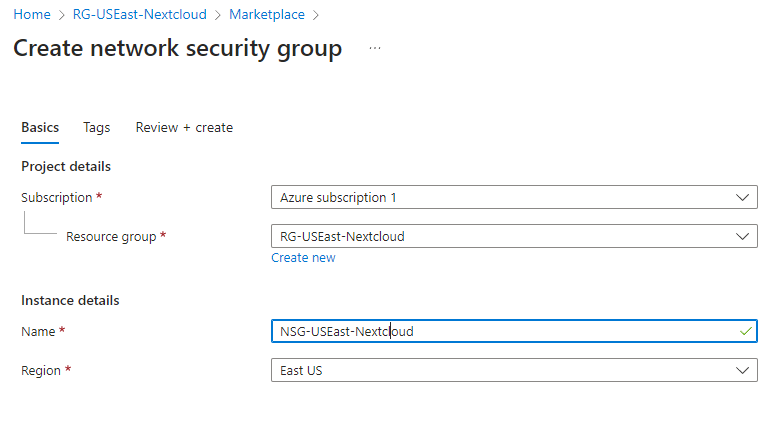 Home > RG-USEast-Nextcloud > Marketplace >
Create network security group ...
Basics Tags Review + create
Project details
Subscription * Azure subscription 1
Resource group * RG-USEast-Nextcloud
Create new
Instance details
Name * NSG-USEast-Nextcloud
Region * East US